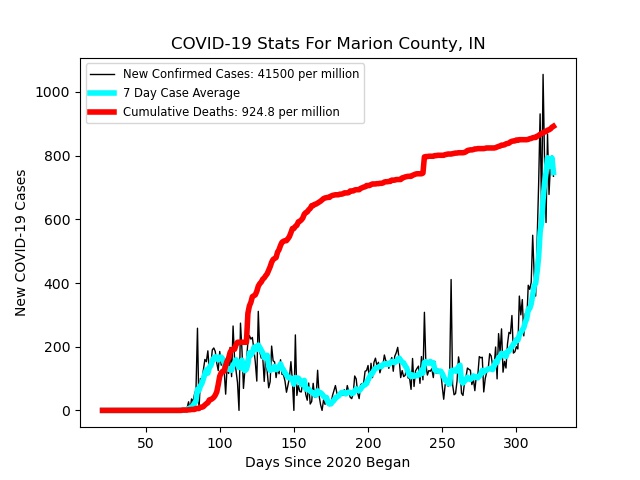 COVID-19 Stats For Marion County, IN
New Confirmed Cases: 41500 per million
7 Day Case Average
Cumulative Deaths: 924.8 per million
1000
800
600
400
200
0
New COVID-19 Cases
50 100 150 200 250 300
Days Since 2020 Began